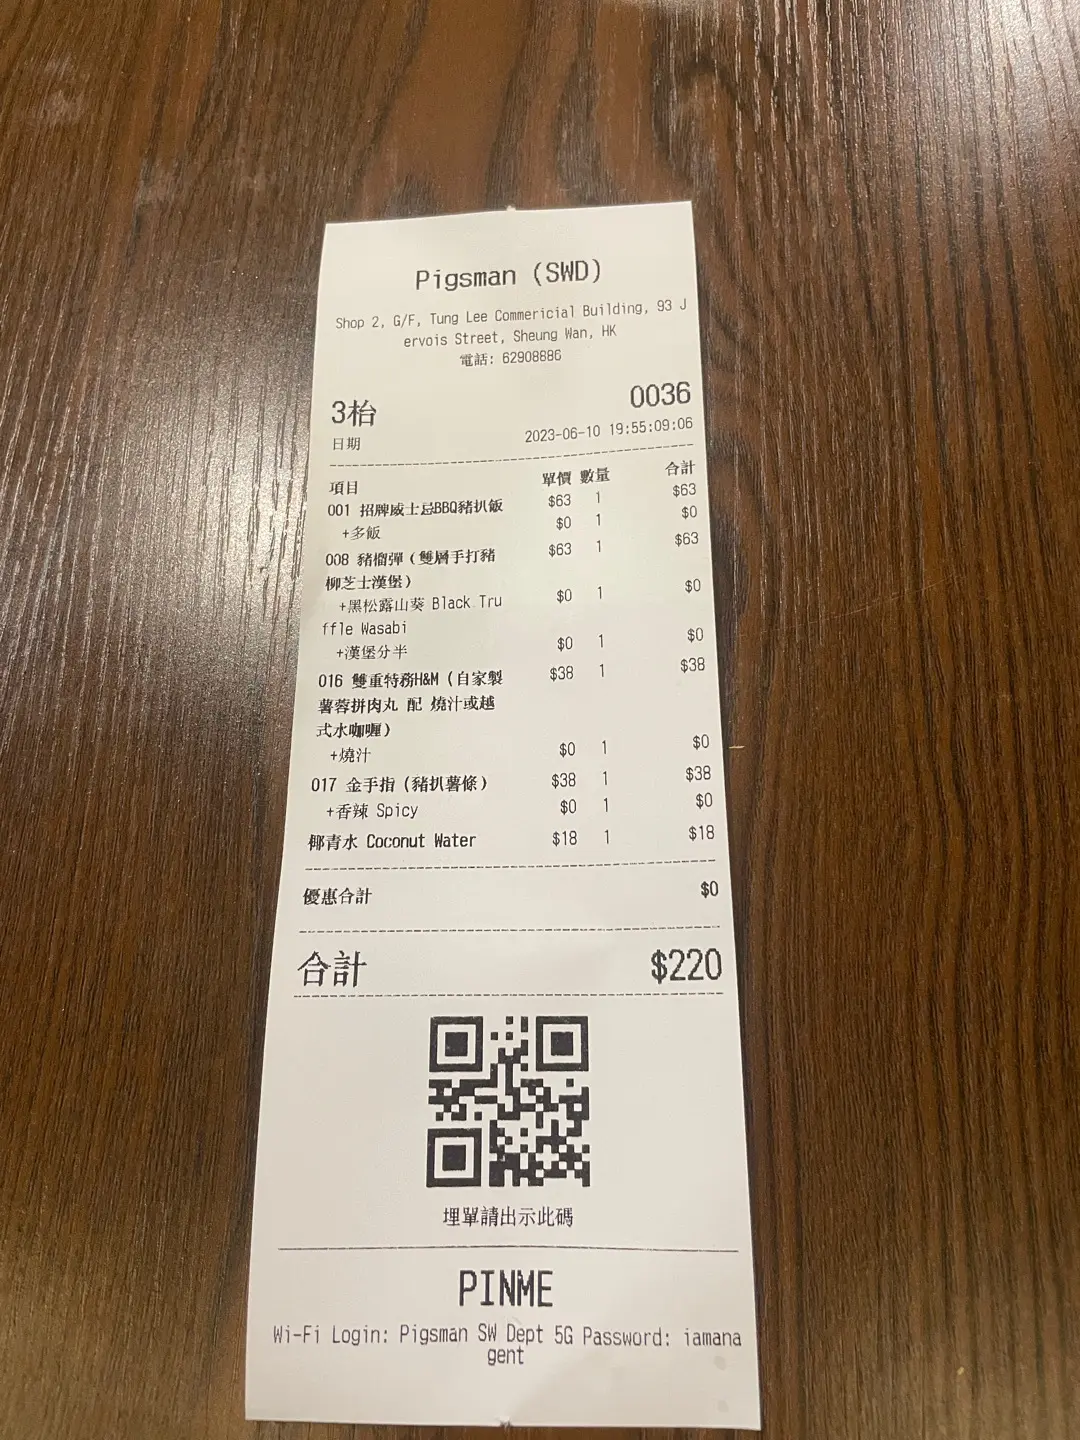 Pigsman (SWD)
Shop 2, G/F, Tung Lee Commericial Building, 93 J
ervois Street, Sheung Wan, HK
電話: 62908886
3枱 0036
日期 2023-06-10 19:55:09:06
項目 單價 數量 合計
001 招牌威士忌BBQ豬扒飯 $63 1 $63
+多飯 $0 1 $0
008 豬榴彈（雙層手打豬 $63 1 $63
柳芝士漢堡）
+黑松露山葵 Black Tru $0 1 $0
ffle Wasabi
+漢堡分半 $0 1 $0
016 雙重特務H&M（自家製 $38 1 $38
薯蓉拼肉丸 配 燒汁或越
式水咖喱）
+燒汁 $0 1 $0
017 金手指（豬扒薯條） $38 1 $38
+香辣 Spicy $0 1 $0
椰青水 Coconut Water $18 1 $18
優惠合計 $0
合計 $220
埋單請出示此碼
PINME
Wi-Fi Login: Pigsman SW Dept 5G Password: iamana
gent